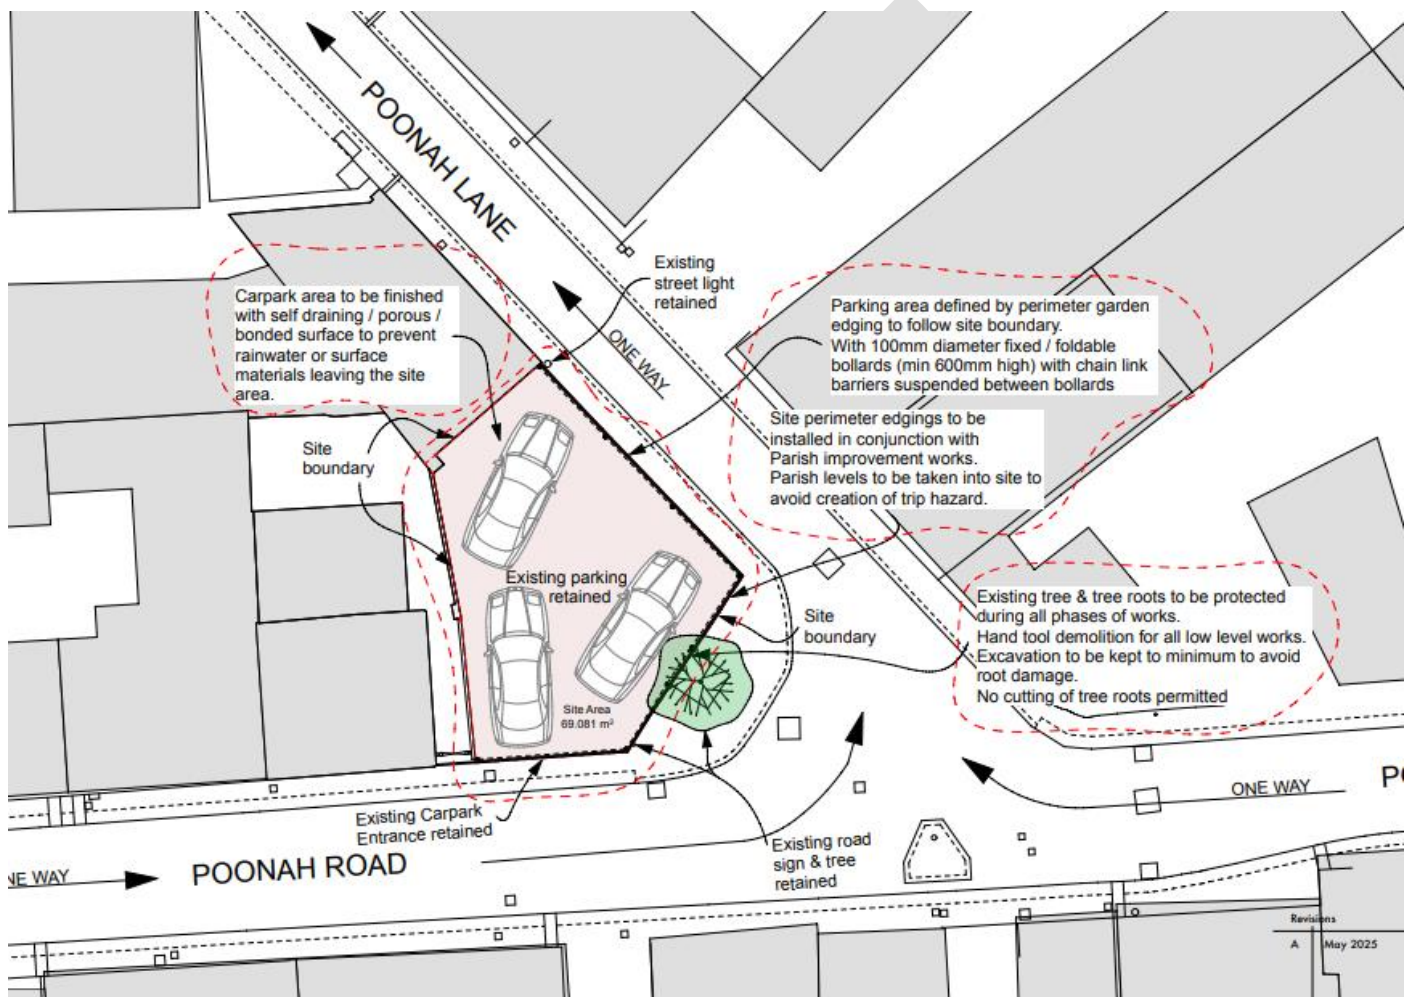 POONAH LANE
Existing
street light
retained
ONE WAY
Carpark area to be finished
with self draining / porous /
bonded surface to prevent
rainwater or surface
materials leaving the site
area.
Parking area defined by perimeter garden
edging to follow site boundary.
With 100mm diameter fixed / foldable
bollards (min 600mm high) with chain link
barriers suspended between bollards
Site perimeter edgings to be
installed in conjunction with
Parish improvement works.
Parish levels to be taken into site to
avoid creation of trip hazard.
Site
boundary
Existing parking
retained
Site
boundary
Existing tree & tree roots to be protected
during all phases of works.
Hand tool demolition for all low level works.
Excavation to be kept to minimum to avoid
root damage.
No cutting of tree roots permitted
Site Area
69.081 m²
Existing Carpark
Entrance retained
Existing road
sign & tree
retained
ONE WAY
POONAH ROAD
NE WAY
Revisions
A May 2025